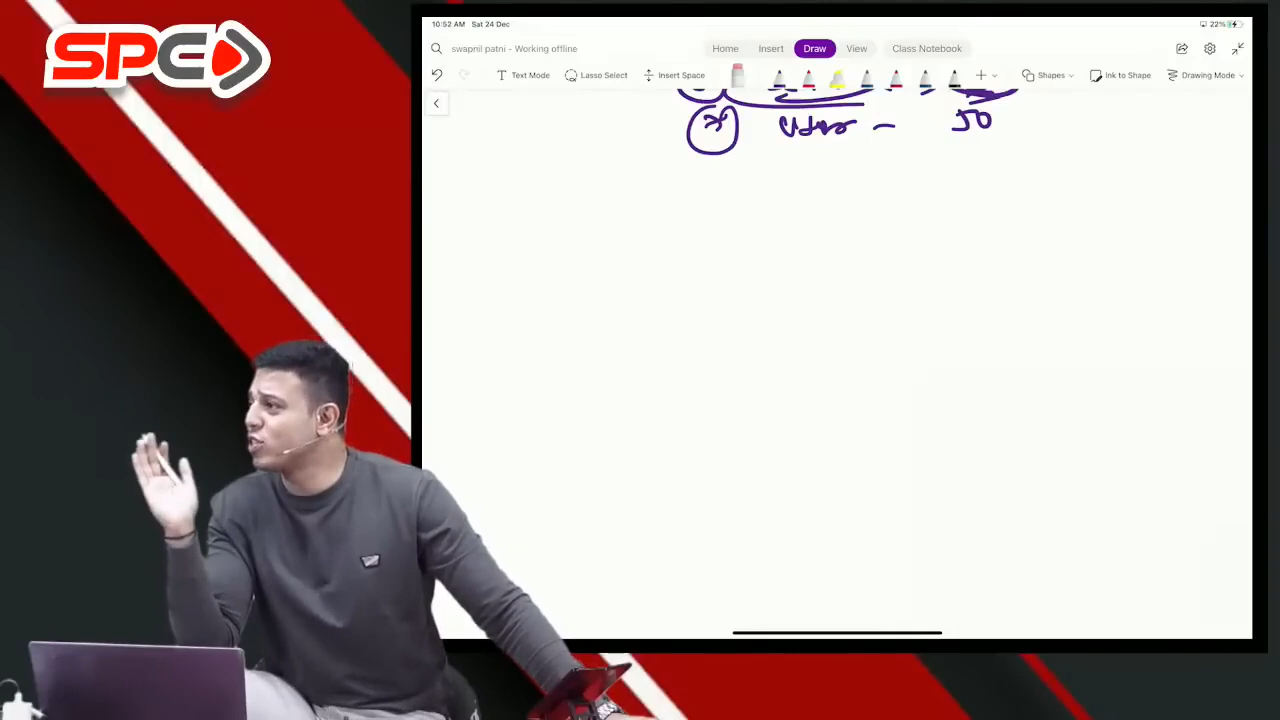 SPC
10:52 AM Sat 24 Dec
22%
swapnil patni - Working offline
Home Insert Draw View Class Notebook
Text Mode Lasso Select Insert Space Shapes Ink to Shape Drawing Mode
50